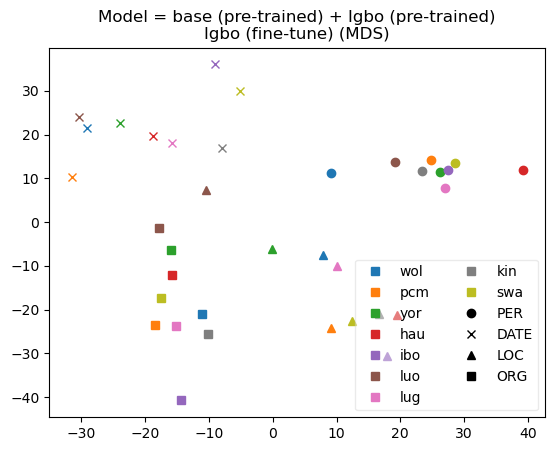 Model = base (pre-trained) + Igbo (pre-trained)
Igbo (fine-tune) (MDS)
30
20
10
0
−10
−20
−30
−40
−30
−20
−10
0
10
20
30
40
wol
pcm
yor
hau
ibo
luo
lug
kin
swa
PER
DATE
LOC
ORG